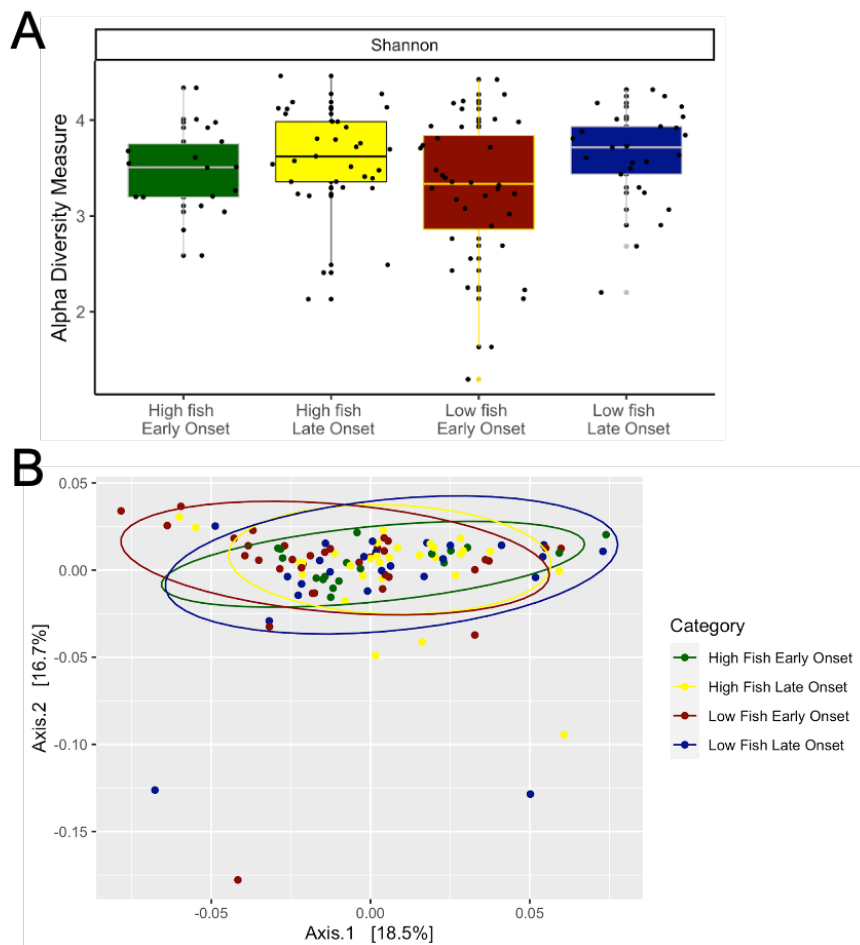 A
Shannon
Alpha Diversity Measure
4
3
2
High fish
Early Onset
High fish
Late Onset
Low fish
Early Onset
Low fish
Late Onset
B
Axis.2 [16.7%]
0.05
0.00
-0.05
-0.10
-0.15
-0.05
0.00
0.05
Axis.1 [18.5%]
Category
High Fish Early Onset
High Fish Late Onset
Low Fish Early Onset
Low Fish Late Onset